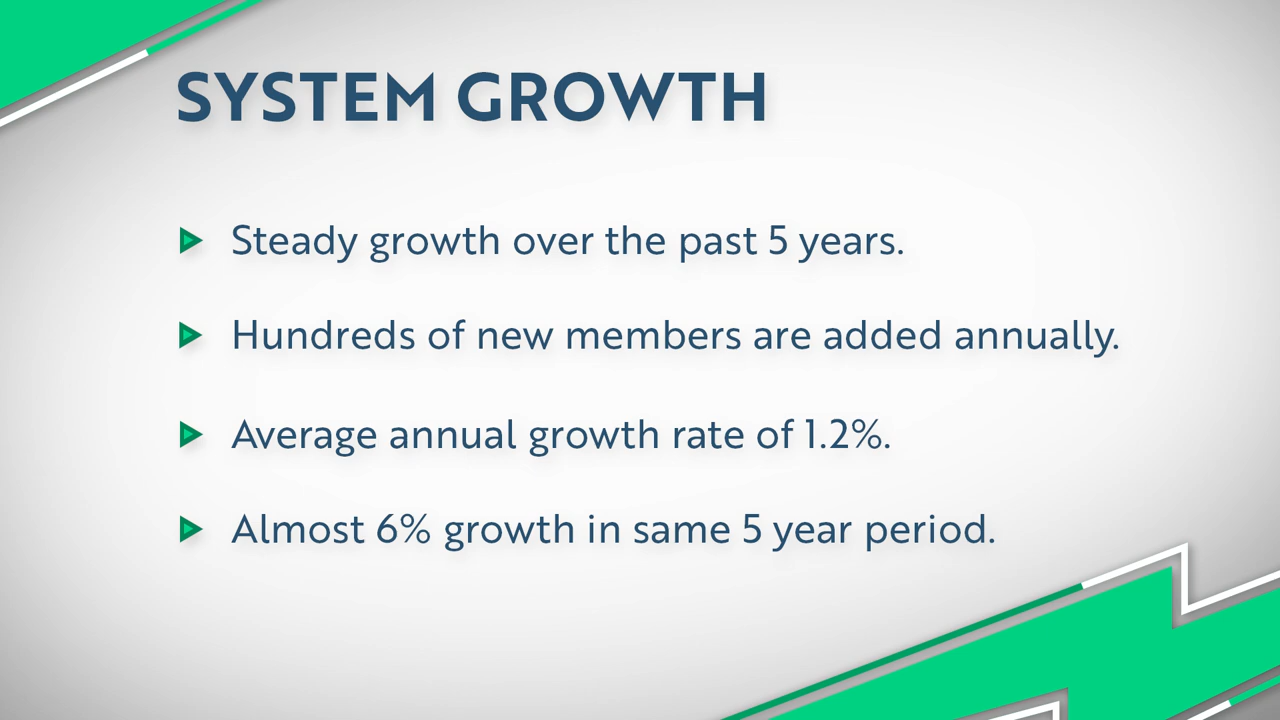 SYSTEM GROWTH
Steady growth over the past 5 years.
Hundreds of new members are added annually.
Average annual growth rate of 1.2%.
Almost 6% growth in same 5 year period.